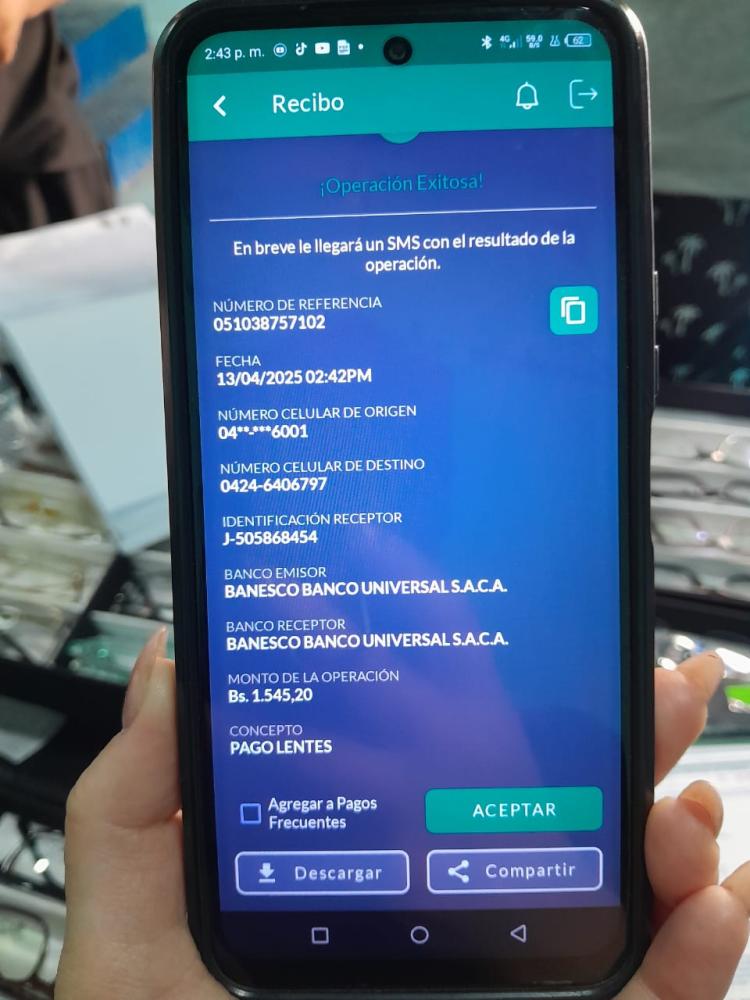 2:43 p. m.
4G 59.0 B/S 62
Recibo
¡Operación Exitosa!
En breve le llegará un SMS con el resultado de la
operación.
NÚMERO DE REFERENCIA
051038757102
FECHA
13/04/2025 02:42PM
NÚMERO CELULAR DE ORIGEN
04**-***6001
NÚMERO CELULAR DE DESTINO
0424-6406797
IDENTIFICACIÓN RECEPTOR
J-505868454
BANCO EMISOR
BANESCO BANCO UNIVERSAL S.A.C.A.
BANCO RECEPTOR
BANESCO BANCO UNIVERSAL S.A.C.A.
MONTO DE LA OPERACIÓN
Bs. 1.545,20
CONCEPTO
PAGO LENTES
Agregar a Pagos
Frecuentes
ACEPTAR
Descargar
Compartir